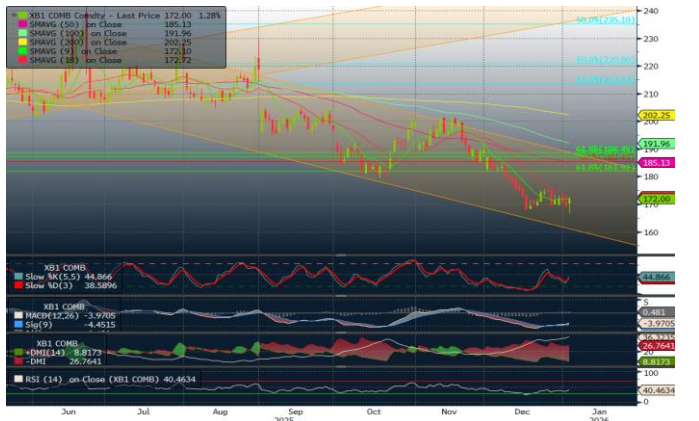 XB1 COMB Comdty - Last Price 172.00 1.28%
SMAVG (50) on Close 185.13
SMAVG (100) on Close 191.96
SMAVG (200) on Close 202.25
SMAVG (9) on Close 172.10
SMAVG (18) on Close 172.72
50.0%(235.10)
61.8%(183.99)
240
230
220
210
202.25
200
191.96
190
185.13
180
172.00
170
160
XB1 COMB
Slow %K(5,5) 44.866
Slow %D(3) 38.5896
44.866
XB1 COMB
MACD(12,26) -3.9705
Sig(9) -4.4515
5
0.481
-3.9705
XB1 COMB
+DMI(14) 8.8173
-DMI 26.7641
26.7641
20
8.8173
RSI (14) on Close (XB1 COMB) 40.4634
100
40.4634
0
Jun Jul Aug Sep Oct Nov Dec Jan
2025 2026